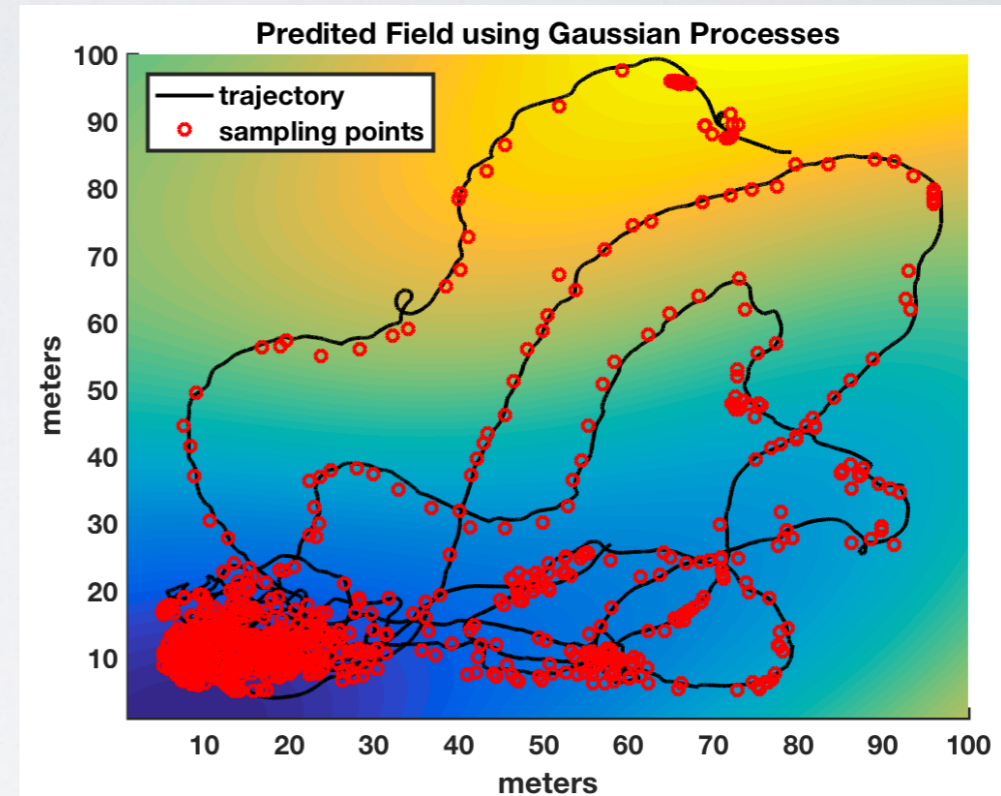 Predited Field using Gaussian Processes
100
90
80
70
60
50
40
30
20
10
meters
trajectory
sampling points
10 20 30 40 50 60 70 80 90 100
meters